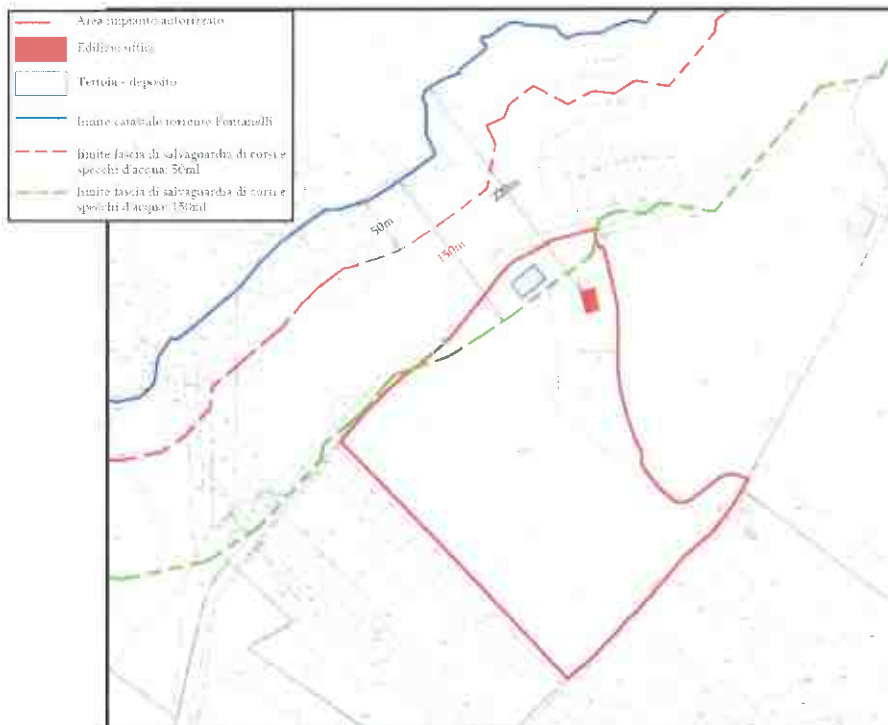 Area impianto autorizzato
Edificio uffici
Tettoia - deposito
limite catastale torrente Fontanelli
limite fascia di salvaguardia di corsi e
specchi d'acqua: 50ml
limite fascia di salvaguardia di corsi e
specchi d'acqua: 150ml
50m
150m